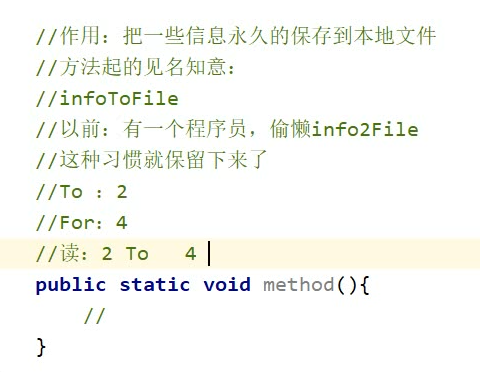 //作用：把一些信息永久的保存到本地文件
//方法起的见名知意：
//infoToFile
//以前：有一个程序员，偷懒info2File
//这种习惯就保留下来了
//To ：2
//For：4
//读：2 To   4
public static void method(){
    //
}